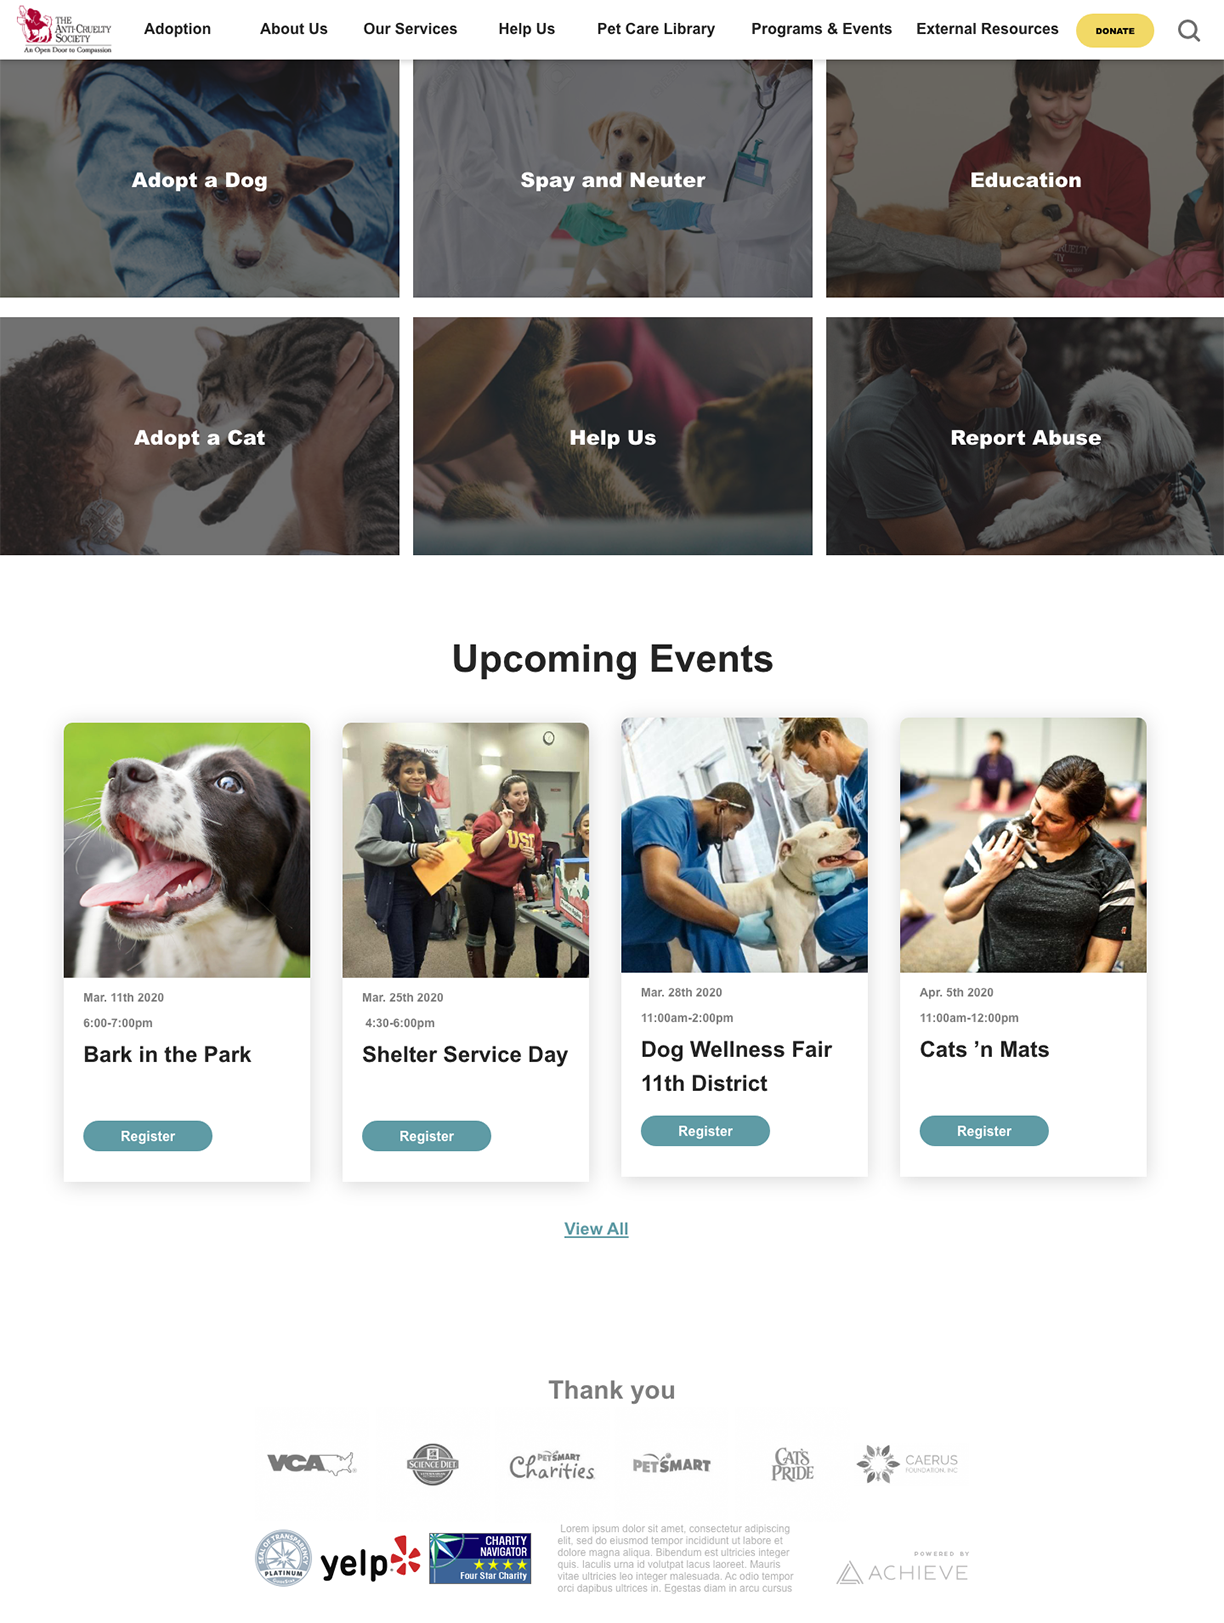 THE
ANTI-CRUELTY
SOCIETY
An Open Door to Compassion
Adoption
About Us
Our Services
Help Us
Pet Care Library
Programs & Events
External Resources
DONATE
Adopt a Dog
Spay and Neuter
Education
Adopt a Cat
Help Us
Report Abuse
Upcoming Events
USC
Mar. 11th 2020
6:00-7:00pm
Bark in the Park
Register
Mar. 25th 2020
4:30-6:00pm
Shelter Service Day
Register
Mar. 28th 2020
11:00am-2:00pm
Dog Wellness Fair
11th District
Register
Apr. 5th 2020
11:00am-12:00pm
Cats ’n Mats
Register
View All
Thank you
VCA
SCIENCE DIET
PETSMART
Charities
PETSMART
CAT'S
PRIDE
CAERUS
FOUNDATION, INC
SEAL OF TRANSPARENCY
PLATINUM
yelp
CHARITY
NAVIGATOR
Four Star Charity
Lorem ipsum dolor sit amet, consectetur adipiscing
elit, sed do eiusmod tempor incididunt ut labore et
dolore magna aliqua. Bibendum est ultricies integer
quis. Iaculis urna id volutpat lacus laoreet. Mauris
vitae ultricies leo integer malesuada. Ac odio tempor
orci dapibus ultrices in. Egestas diam in arcu cursus
POWERED BY
ACHIEVE